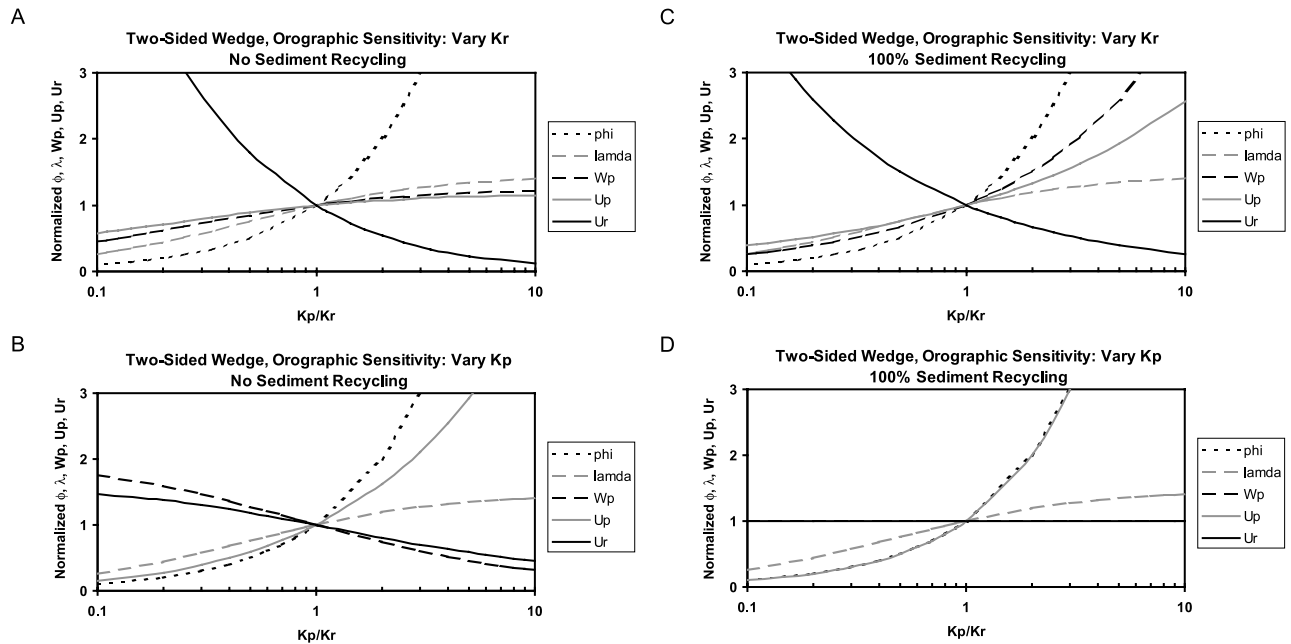 A
Two-Sided Wedge, Orographic Sensitivity: Vary Kr
No Sediment Recycling
Normalized ϕ, λ, Wp, Up, Ur
3
2
1
0
0.1
1
10
Kp/Kr
phi
lamda
Wp
Up
Ur
B
Two-Sided Wedge, Orographic Sensitivity: Vary Kp
No Sediment Recycling
Normalized ϕ, λ, Wp, Up, Ur
3
2
1
0
0.1
1
10
Kp/Kr
phi
lamda
Wp
Up
Ur
C
Two-Sided Wedge, Orographic Sensitivity: Vary Kr
100% Sediment Recycling
Normalized ϕ, λ, Wp, Up, Ur
3
2
1
0
0.1
1
10
Kp/Kr
phi
lamda
Wp
Up
Ur
D
Two-Sided Wedge, Orographic Sensitivity: Vary Kp
100% Sediment Recycling
Normalized ϕ, λ, Wp, Up, Ur
3
2
1
0
0.1
1
10
Kp/Kr
phi
lamda
Wp
Up
Ur